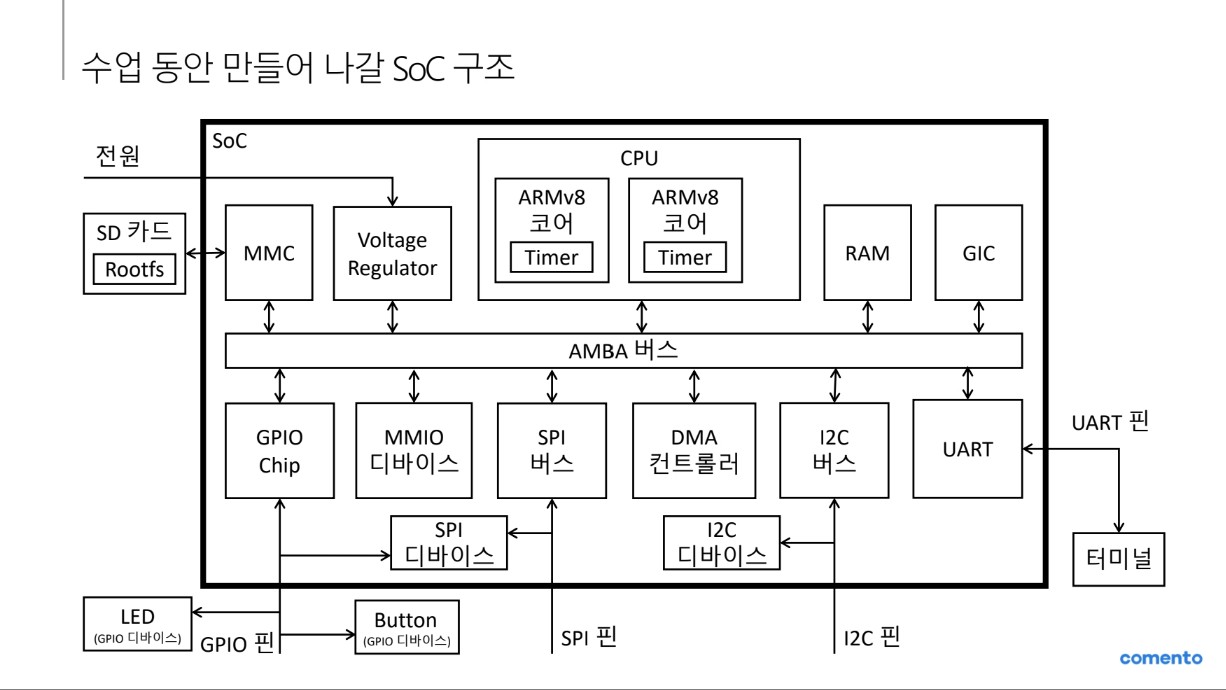 수업 동안 만들어 나갈 SoC 구조
SoC
전원
CPU
ARMv8
코어
Timer
ARMv8
코어
Timer
SD 카드
Rootfs
MMC
Voltage
Regulator
RAM
GIC
AMBA 버스
GPIO
Chip
MMIO
디바이스
SPI
버스
DMA
컨트롤러
I2C
버스
UART
UART 핀
SPI
디바이스
I2C
디바이스
터미널
LED
(GPIO 디바이스)
GPIO 핀
Button
(GPIO 디바이스)
SPI 핀
I2C 핀
comento